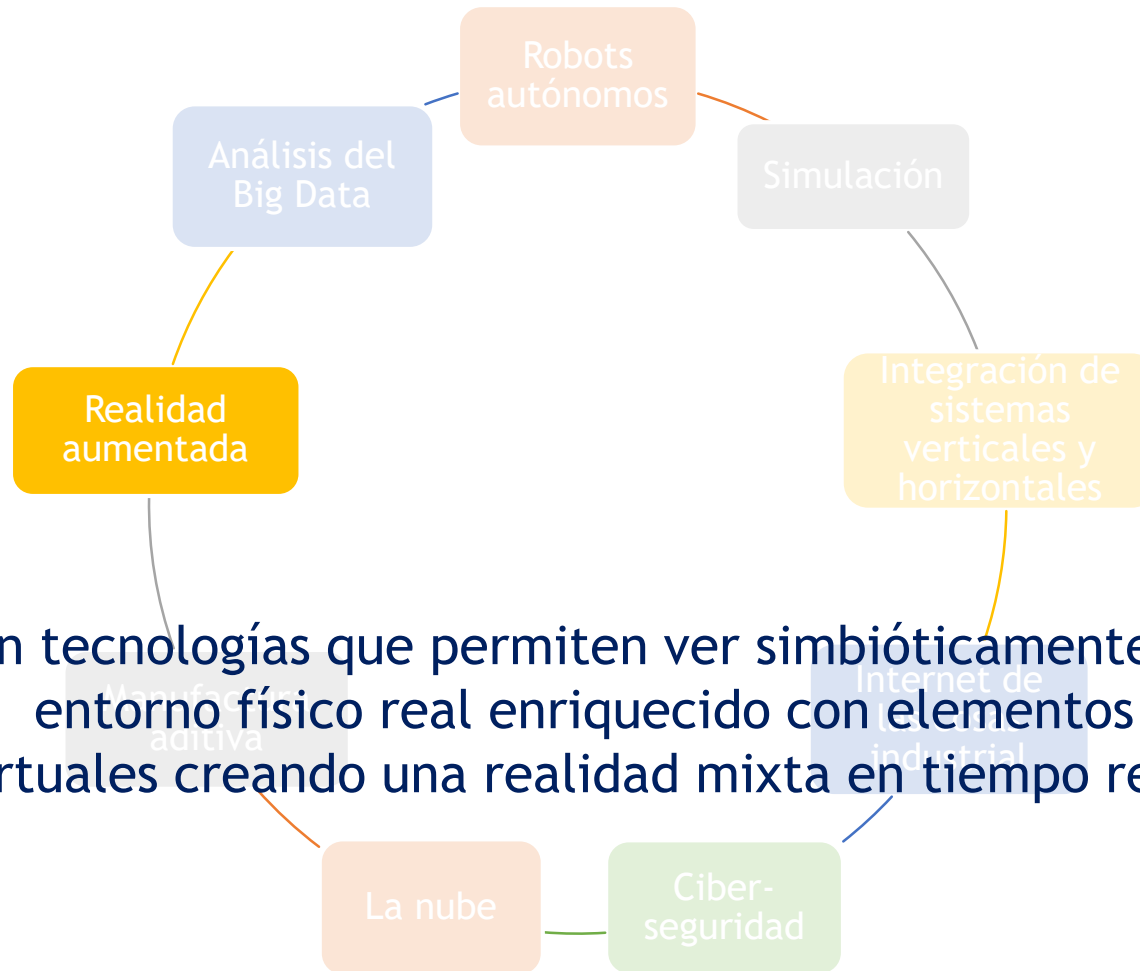 Robots
autónomos
Análisis del
Big Data
Simulación
Integración de
sistemas
verticales y
horizontales
Realidad
aumentada
n tecnologías que permiten ver simbióticamente
entorno físico real enriquecido con elementos
rtuales creando una realidad mixta en tiempo re
aditiva
Internet de
industrial
La nube
Ciber-
seguridad